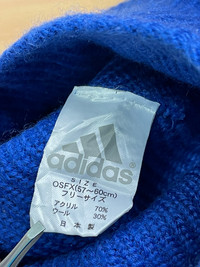 adidas
SIZE
OSFX(57～60cm)
フリーサイズ
アクリル 70%
ウール 30%
日本製